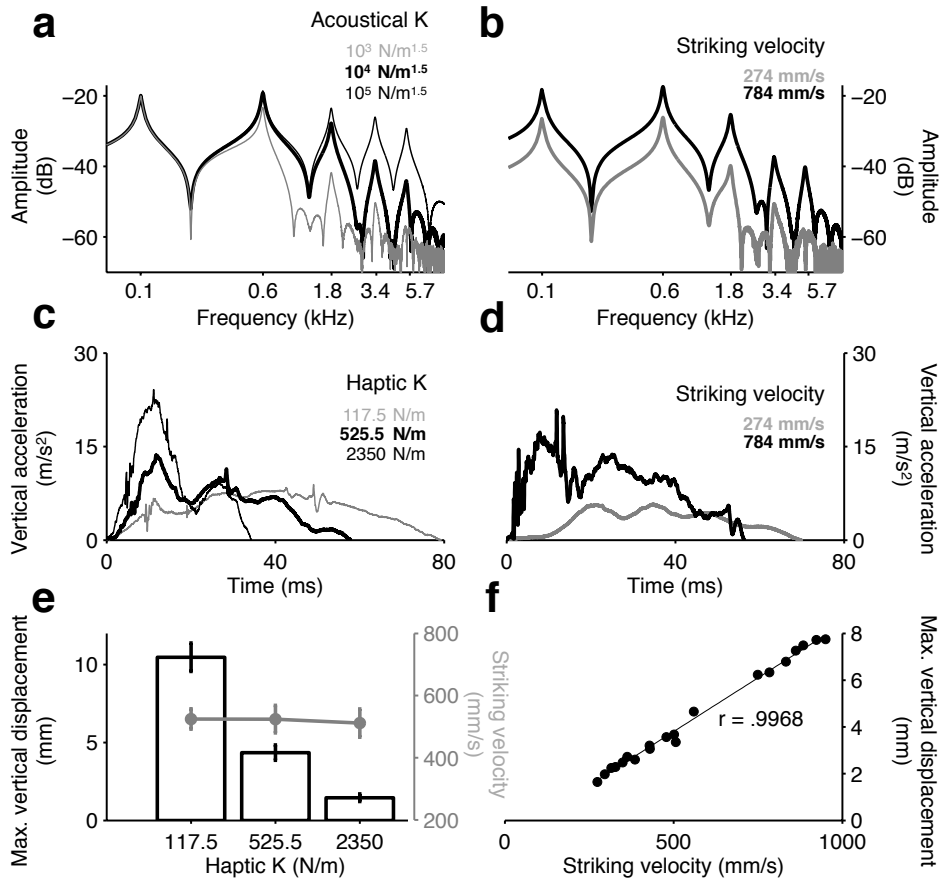 a
Acoustical K
10³ N/m¹·⁵
10⁴ N/m¹·⁵
10⁵ N/m¹·⁵
−20
−40
−60
Amplitude
(dB)
0.1 0.6 1.8 3.4 5.7
Frequency (kHz)
b
Striking velocity
274 mm/s
784 mm/s
−20
−40
−60
Amplitude
(dB)
0.1 0.6 1.8 3.4 5.7
Frequency (kHz)
c
Haptic K
117.5 N/m
525.5 N/m
2350 N/m
30
15
0
Vertical acceleration
(m/s²)
0 40 80
Time (ms)
d
Striking velocity
274 mm/s
784 mm/s
30
15
0
Vertical acceleration
(m/s²)
0 40 80
Time (ms)
e
10
5
0
Max. vertical displacement
(mm)
800
600
400
200
Striking velocity
(mm/s)
117.5 525.5 2350
Haptic K (N/m)
f
r = .9968
8
6
4
2
0
Max. vertical displacement
(mm)
0 500 1000
Striking velocity (mm/s)